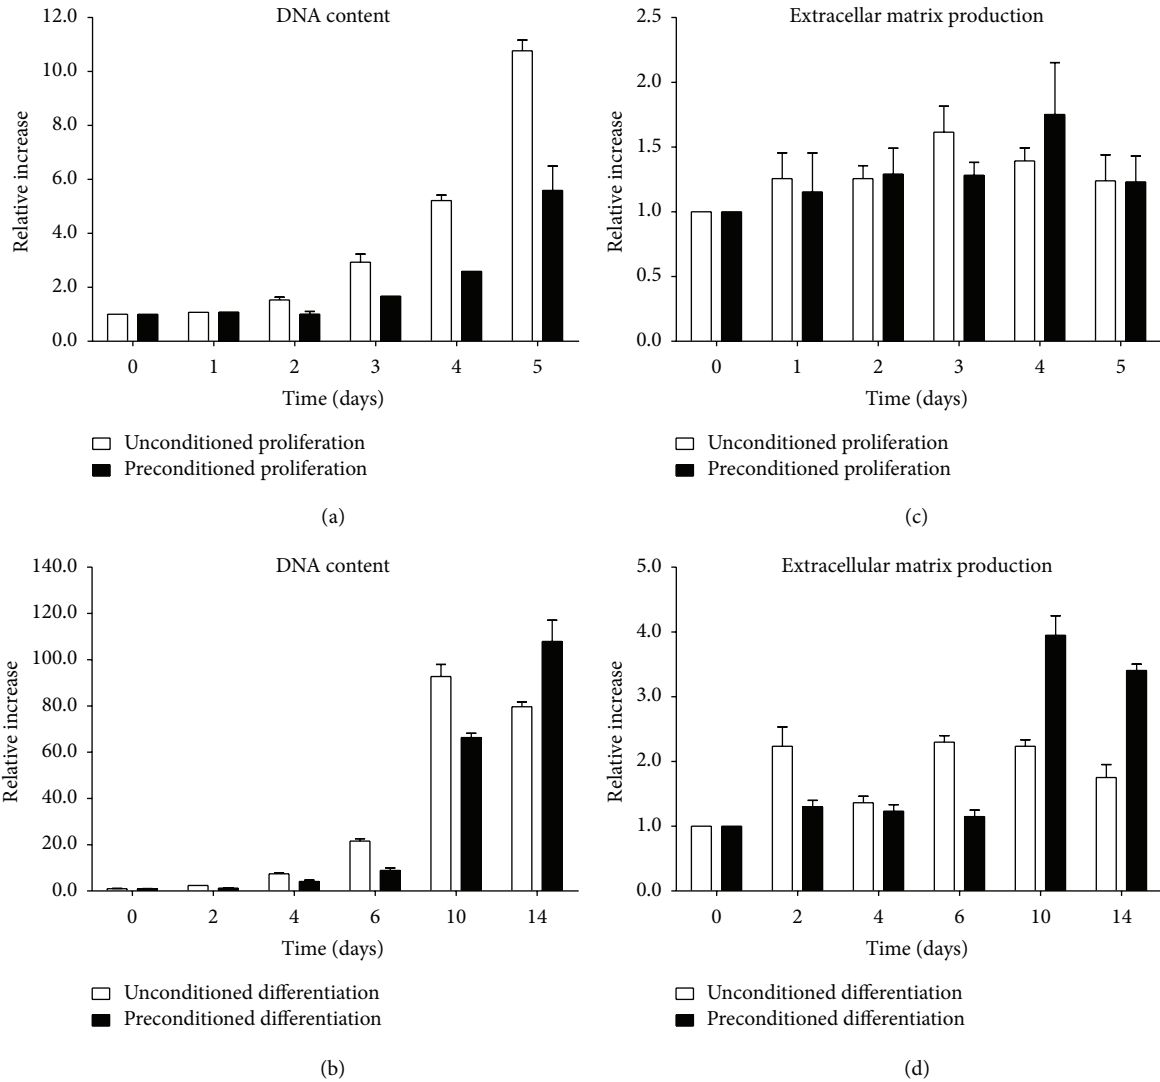 DNA content
12.0
10.0
8.0
6.0
4.0
2.0
0.0
Relative increase
0 1 2 3 4 5
Time (days)
Unconditioned proliferation
Preconditioned proliferation
(a)
Extracellar matrix production
2.5
2.0
1.5
1.0
0.5
0.0
Relative increase
0 1 2 3 4 5
Time (days)
Unconditioned proliferation
Preconditioned proliferation
(c)
DNA content
140.0
120.0
100.0
80.0
60.0
40.0
20.0
0.0
Relative increase
0 2 4 6 10 14
Time (days)
Unconditioned differentiation
Preconditioned differentiation
(b)
Extracellular matrix production
5.0
4.0
3.0
2.0
1.0
0.0
Relative increase
0 2 4 6 10 14
Time (days)
Unconditioned differentiation
Preconditioned differentiation
(d)